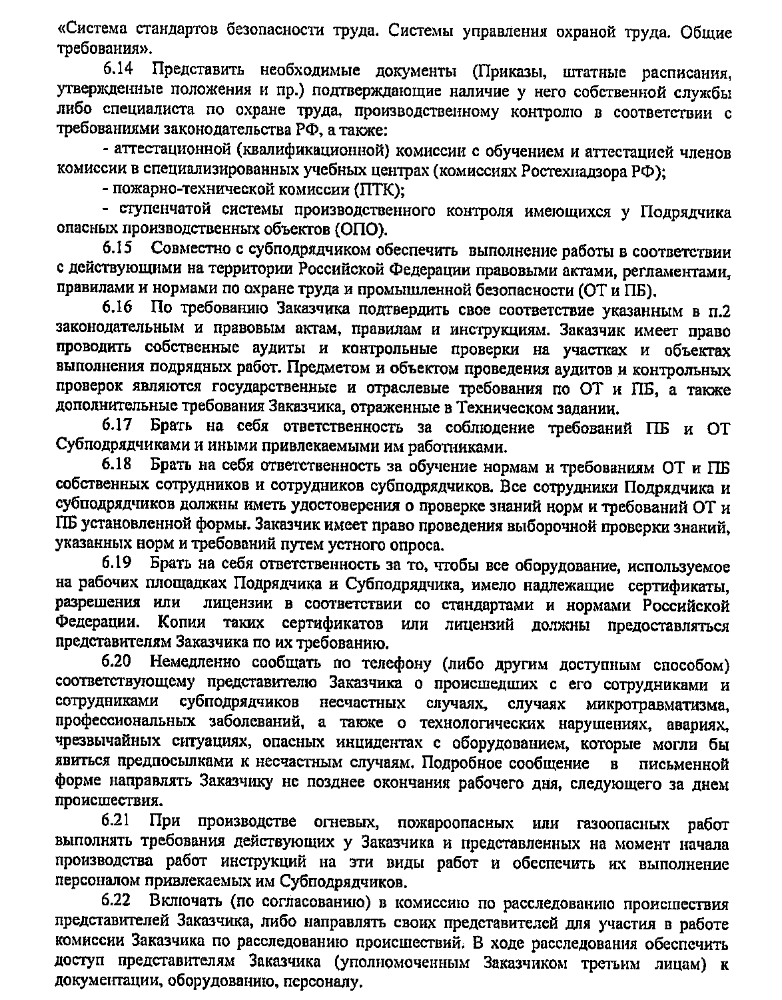 «Система стандартов безопасности труда. Системы управления охраной труда. Общие
требования».
6.14 Представить необходимые документы (Приказы, штатные расписания,
утвержденные положения и пр.) подтверждающие наличие у него собственной службы
либо специалиста по охране труда, производственному контролю в соответствии с
требованиями законодательства РФ, а также:
- аттестационной (квалификационной) комиссии с обучением и аттестацией членов
комиссии в специализированных учебных центрах (комиссиях Ростехнадзора РФ);
- пожарно-технической комиссии (ПТК);
- ступенчатой системы производственного контроля имеющихся у Подрядчика
опасных производственных объектов (ОПО).
6.15 Совместно с субподрядчиком обеспечить выполнение работы в соответствии
с действующими на территории Российской Федерации правовыми актами, регламентами,
правилами и нормами по охране труда и промышленной безопасности (ОТ и ПБ).
6.16 По требованию Заказчика подтвердить свое соответствие указанным в п.2
законодательным и правовым актам, правилам и инструкциям. Заказчик имеет право
проводить собственные аудиты и контрольные проверки на участках и объектах
выполнения подрядных работ. Предметом и объектом проведения аудитов и контрольных
проверок являются государственные и отраслевые требования по ОТ и ПБ, а также
дополнительные требования Заказчика, отраженные в Техническом задании.
6.17 Брать на себя ответственность за соблюдение требований ПБ и ОТ
Субподрядчиками и иными привлекаемыми им работниками.
6.18 Брать на себя ответственность за обучение нормам и требованиям ОТ и ПБ
собственных сотрудников и сотрудников субподрядчиков. Все сотрудники Подрядчика и
субподрядчиков должны иметь удостоверения о проверке знаний норм и требований ОТ и
ПБ установленной формы. Заказчик имеет право проведения выборочной проверки знаний,
указанных норм и требований путем устного опроса.
6.19 Брать на себя ответственность за то, чтобы все оборудование, используемое
на рабочих площадках Подрядчика и Субподрядчика, имело надлежащие сертификаты,
разрешения или лицензии в соответствии со стандартами и нормами Российской
Федерации. Копии таких сертификатов или лицензий должны предоставляться
представителям Заказчика по их требованию.
6.20 Немедленно сообщать по телефону (либо другим доступным способом)
соответствующему представителю Заказчика о происшедших с его сотрудниками и
сотрудниками субподрядчиков несчастных случаях, случаях микротравматизма,
профессиональных заболеваний, а также о технологических нарушениях, авариях,
чрезвычайных ситуациях, опасных инцидентах с оборудованием, которые могли бы
явиться предпосылками к несчастным случаям. Подробное сообщение в письменной
форме направлять Заказчику не позднее окончания рабочего дня, следующего за днем
происшествия.
6.21 При производстве огневых, пожароопасных или газоопасных работ
выполнять требования действующих у Заказчика и представленных на момент начала
производства работ инструкций на эти виды работ и обеспечить их выполнение
персоналом привлекаемых им Субподрядчиков.
6.22 Включать (по согласованию) в комиссию по расследованию происшествия
представителей Заказчика, либо направлять своих представителей для участия в работе
комиссии Заказчика по расследованию происшествий. В ходе расследования обеспечить
доступ представителям Заказчика (уполномоченным Заказчиком третьим лицам) к
документации, оборудованию, персоналу.